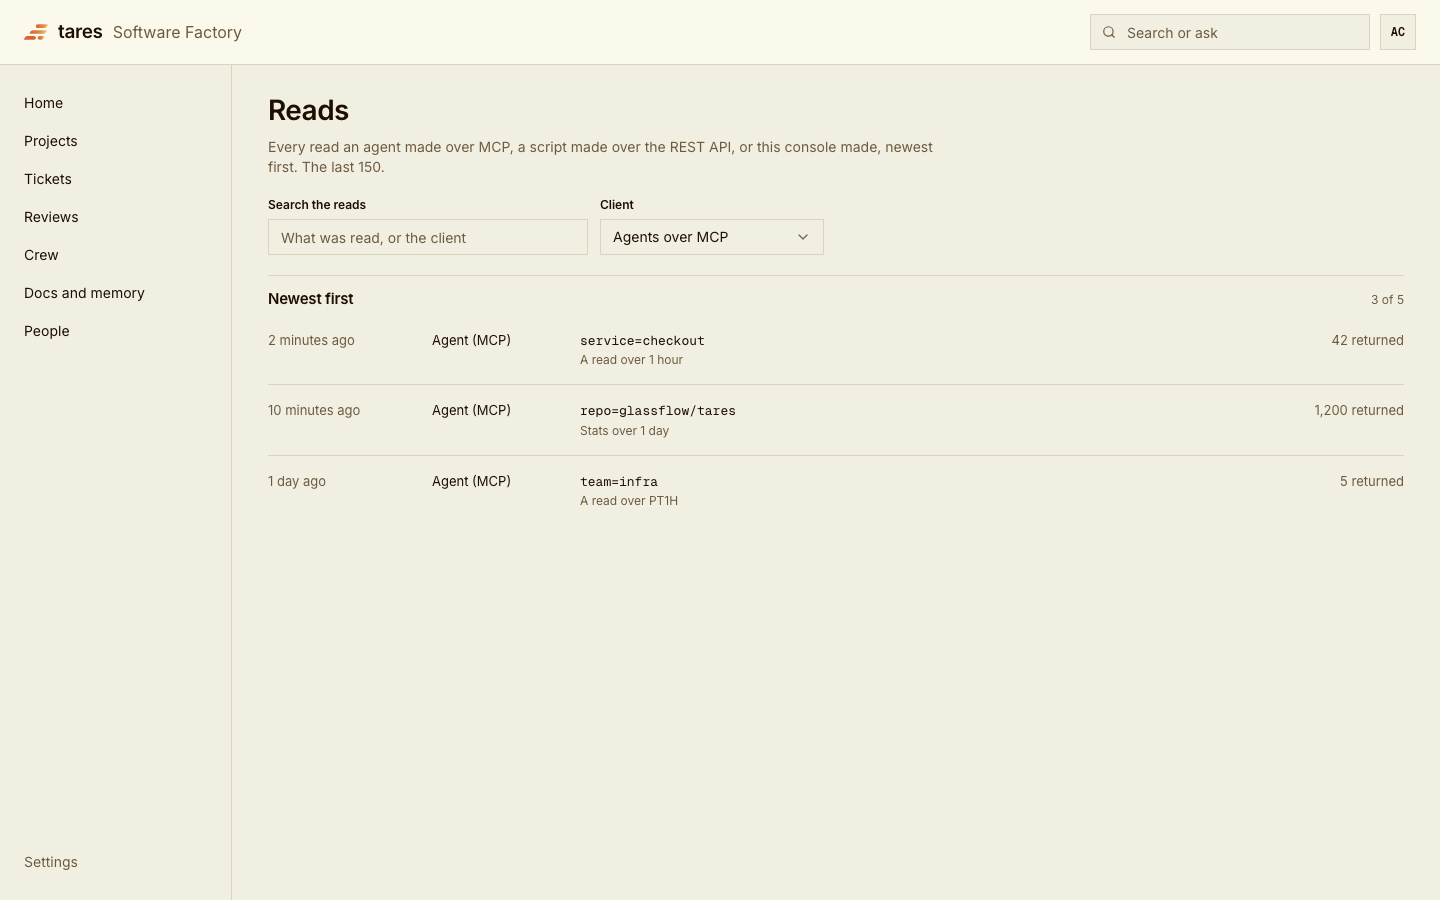 tares Software Factory
Search or ask
AC
Home
Projects
Tickets
Reviews
Crew
Docs and memory
People
Settings
Reads
Every read an agent made over MCP, a script made over the REST API, or this console made, newest
first. The last 150.
Search the reads
Client
What was read, or the client
Agents over MCP
Newest first
3 of 5
2 minutes ago
Agent (MCP)
service=checkout
A read over 1 hour
42 returned
10 minutes ago
Agent (MCP)
repo=glassflow/tares
Stats over 1 day
1,200 returned
1 day ago
Agent (MCP)
team=infra
A read over PT1H
5 returned